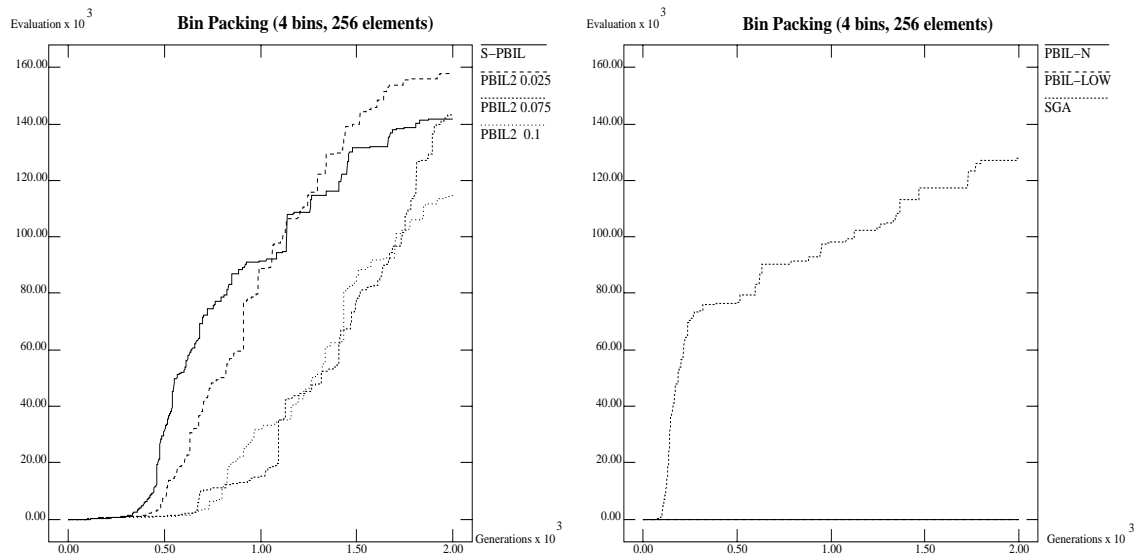 Evaluation x 10 3
Bin Packing (4 bins, 256 elements)
S-PBIL
PBIL2 0.025
PBIL2 0.075
PBIL2 0.1
160.00
140.00
120.00
100.00
80.00
60.00
40.00
20.00
0.00
0.00 0.50 1.00 1.50 2.00
Generations x 10 3
Evaluation x 10 3
Bin Packing (4 bins, 256 elements)
PBIL-N
PBIL-LOW
SGA
160.00
140.00
120.00
100.00
80.00
60.00
40.00
20.00
0.00
0.00 0.50 1.00 1.50 2.00
Generations x 10 3